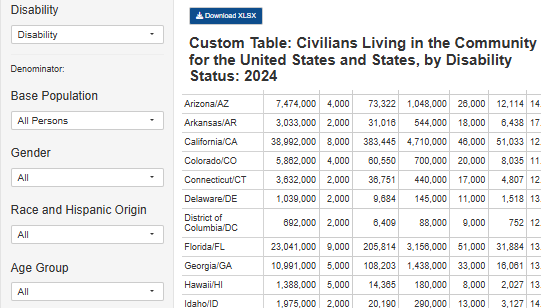 Disability
Disability
Denominator:
Base Population
All Persons
Gender
All
Race and Hispanic Origin
All
Age Group
All
Download XLSX
Custom Table: Civilians Living in the Community
for the United States and States, by Disability
Status: 2024
Arizona/AZ 7,474,000 4,000 73,322 1,048,000 26,000 12,114 14.
Arkansas/AR 3,033,000 2,000 31,016 544,000 18,000 6,438 17.
California/CA 38,992,000 8,000 383,445 4,710,000 46,000 51,033 12.
Colorado/CO 5,862,000 4,000 60,550 700,000 20,000 8,035 11.
Connecticut/CT 3,632,000 2,000 36,751 440,000 17,000 4,807 12.
Delaware/DE 1,039,000 2,000 9,684 145,000 11,000 1,518 13.
District of
Columbia/DC 692,000 2,000 6,409 88,000 9,000 752 12.
Florida/FL 23,041,000 9,000 205,814 3,156,000 51,000 31,884 13.
Georgia/GA 10,991,000 5,000 108,203 1,438,000 33,000 16,061 13.
Hawaii/HI 1,388,000 5,000 14,365 180,000 8,000 2,027 13.
Idaho/ID 1,975,000 2,000 20,190 290,000 13,000 3,127 14.